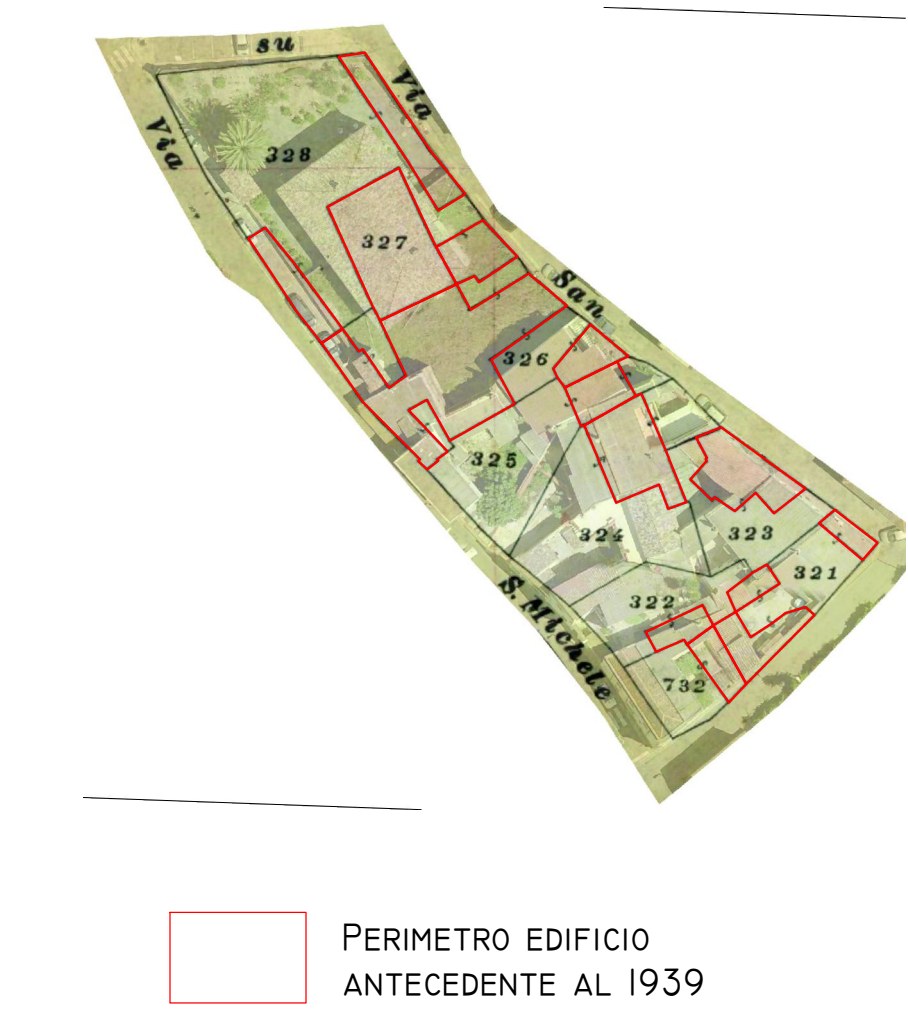 su
Via
Via
328
327
San
326
325
324
323
321
322
S. Michele
732
PERIMETRO EDIFICIO
ANTECEDENTE AL 1939